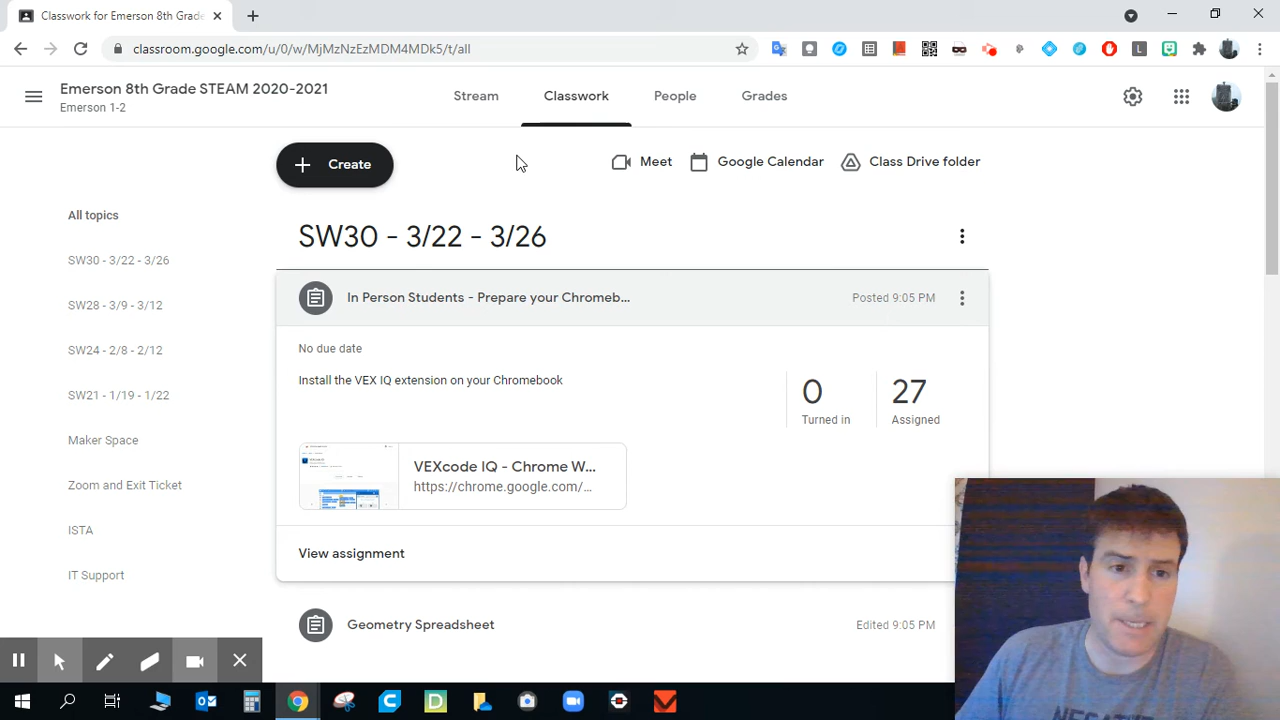 Classwork for Emerson 8th Grade
classroom.google.com/u/0/w/MjMzNzEzMDM4MDk5/t/all
Emerson 8th Grade STEAM 2020-2021
Emerson 1-2
Stream
Classwork
People
Grades
Create
Meet
Google Calendar
Class Drive folder
All topics
SW30 - 3/22 - 3/26
SW28 - 3/9 - 3/12
SW24 - 2/8 - 2/12
SW21 - 1/19 - 1/22
Maker Space
Zoom and Exit Ticket
ISTA
IT Support
SW30 - 3/22 - 3/26
In Person Students - Prepare your Chromeb...
Posted 9:05 PM
No due date
Install the VEX IQ extension on your Chromebook
0
Turned in
27
Assigned
VEXcode IQ - Chrome W...
https://chrome.google.com/...
View assignment
Geometry Spreadsheet
Edited 9:05 PM